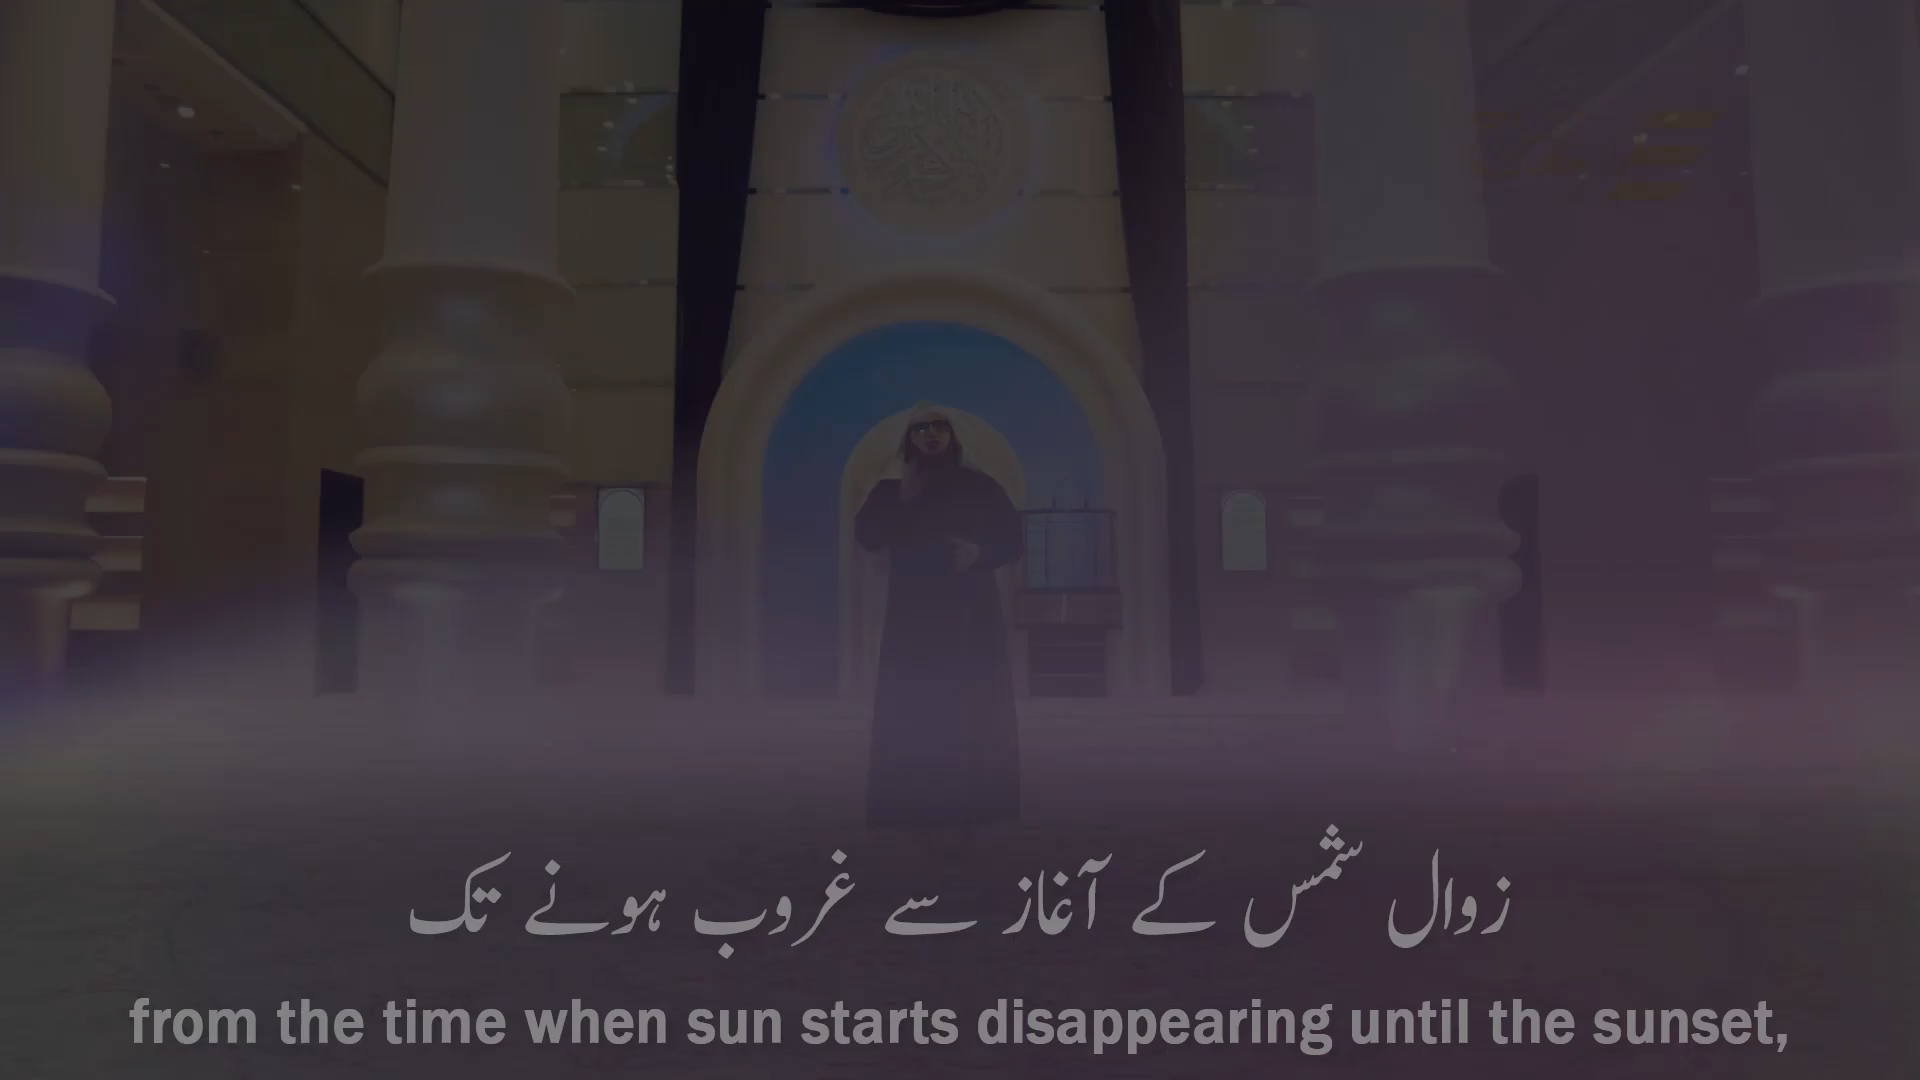 زوال شمس کے آغاز سے غروب ہونے تک
from the time when sun starts disappearing until the sunset,